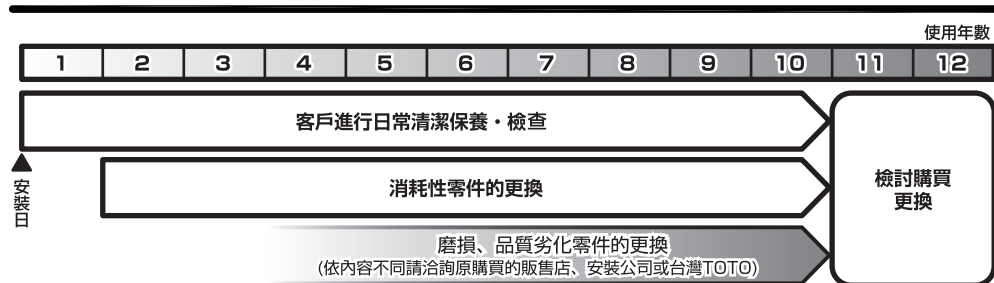 使用年數
1 2 3 4 5 6 7 8 9 10 11 12
客戶進行日常清潔保養・檢查
安裝日
消耗性零件的更換
磨損、品質劣化零件的更換
(依內容不同請洽詢原購買的販售店、安裝公司或台灣TOTO)
檢討購買
更換